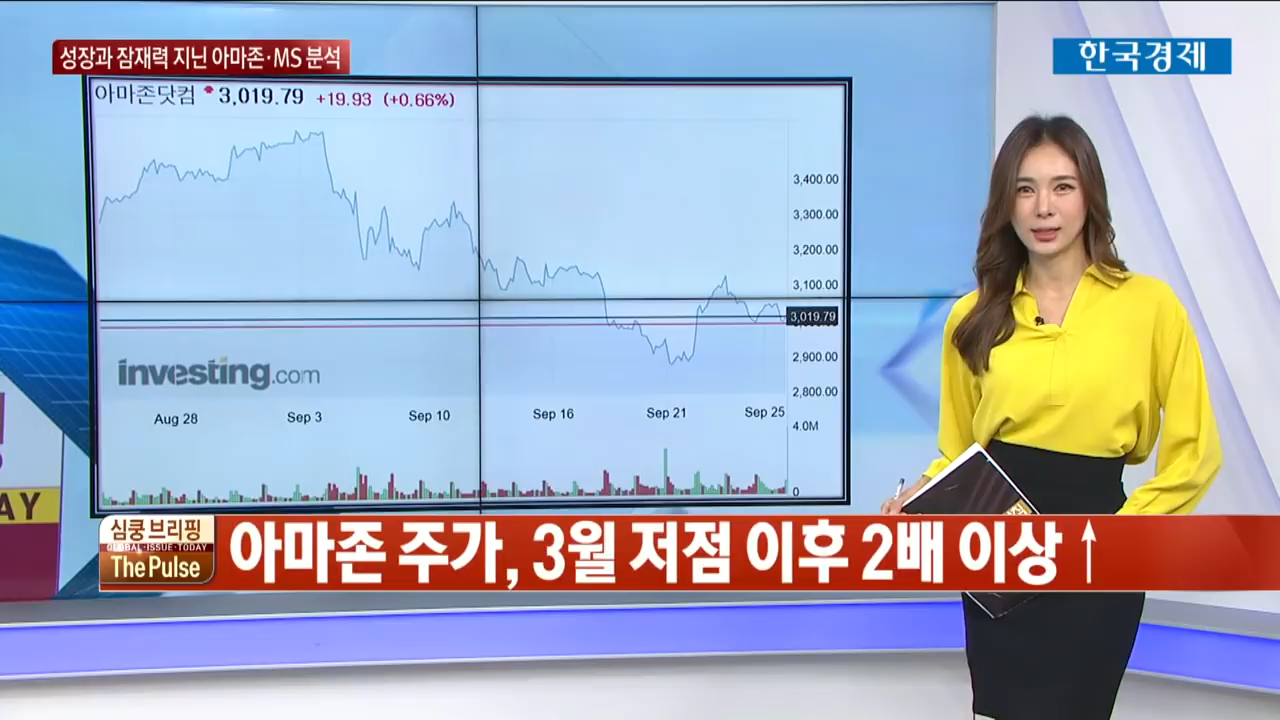 성장과 잠재력 지닌 아마존·MS 분석
한국경제
아마존닷컴 3,019.79 +19.93 (+0.66%)
3,400.00
3,300.00
3,200.00
3,100.00
3,019.79
2,900.00
2,800.00
investing.com
Aug 28 Sep 3 Sep 10 Sep 16 Sep 21 Sep 25
4.0M
0
AY
심쿵 브리핑
GLOBAL·ISSUE·TODAY
The Pulse
아마존 주가, 3월 저점 이후 2배 이상↑